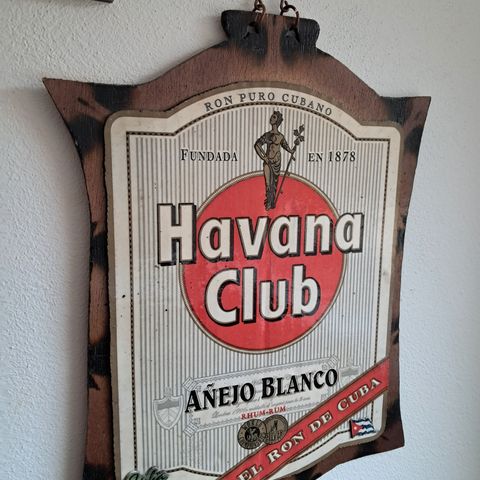 RON PURO CUBANO
FUNDADA EN 1878
Havana
Club
AÑEJO BLANCO
RHUM-RUM
EL RON DE CUBA